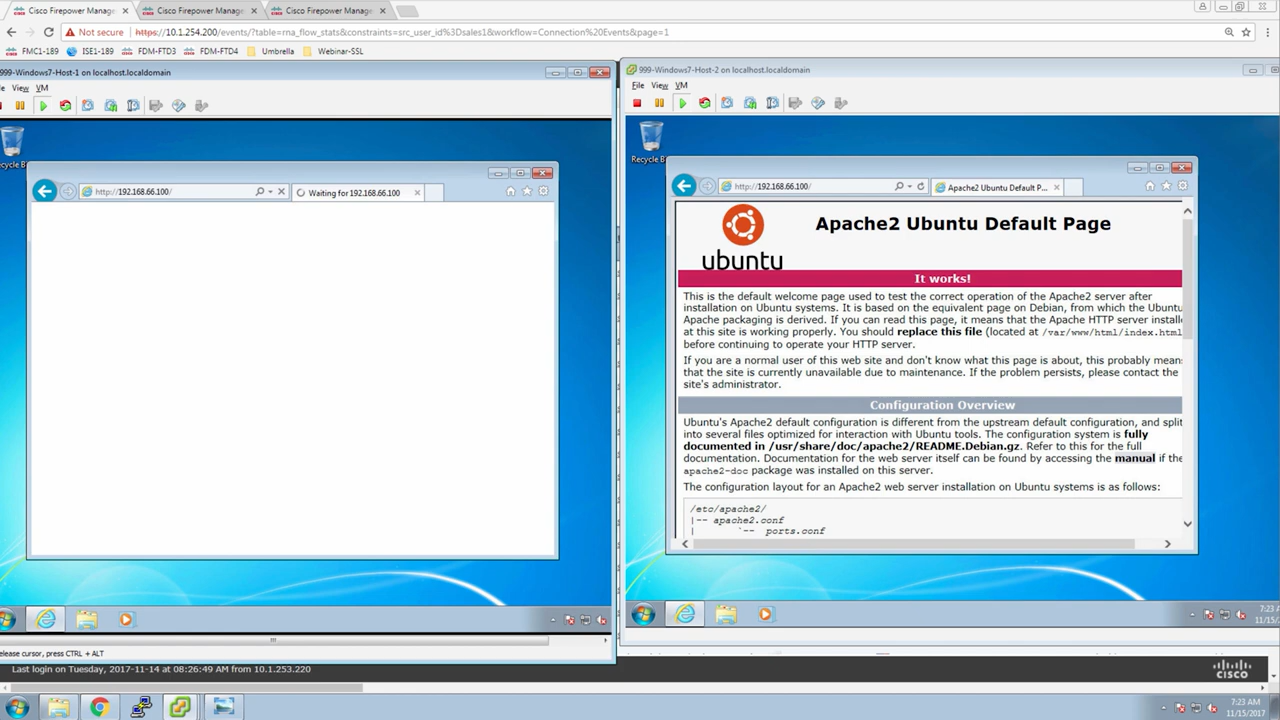 Cisco Firepower Manage
Cisco Firepower Manage
Cisco Firepower Manage
Not secure
https://10.1.254.200/events/?table=rna_flow_stats&constraints=src_user_id%3Dsales1&workflow=Connection%20Events&page=1
FMC1-189
ISE1-189
FDM-FTD3
FDM-FTD4
Umbrella
Webinar-SSL
999-Windows7-Host-1 on localhost.localdomain
le View VM
Recycle B
http://192.168.66.100/
Waiting for 192.168.66.100
elease cursor, press CTRL + ALT
999-Windows7-Host-2 on localhost.localdomain
File View VM
Recycle B
http://192.168.66.100/
Apache2 Ubuntu Default P...
ubuntu
Apache2 Ubuntu Default Page
It works!
This is the default welcome page used to test the correct operation of the Apache2 server after
installation on Ubuntu systems. It is based on the equivalent page on Debian, from which the Ubuntu
Apache packaging is derived. If you can read this page, it means that the Apache HTTP server installe
at this site is working properly. You should replace this file (located at /var/www/html/index.html
before continuing to operate your HTTP server.
If you are a normal user of this web site and don't know what this page is about, this probably mean
that the site is currently unavailable due to maintenance. If the problem persists, please contact the
site's administrator.
Configuration Overview
Ubuntu's Apache2 default configuration is different from the upstream default configuration, and split
into several files optimized for interaction with Ubuntu tools. The configuration system is fully
documented in /usr/share/doc/apache2/README.Debian.gz. Refer to this for the full
documentation. Documentation for the web server itself can be found by accessing the manual if the
apache2-doc package was installed on this server.
The configuration layout for an Apache2 web server installation on Ubuntu systems is as follows:
/etc/apache2/
|-- apache2.conf
| `-- ports.conf
7:23 A
11/15/
Last login on Tuesday, 2017-11-14 at 08:26:49 AM from 10.1.253.220
cisco
7:23 AM
11/15/2017